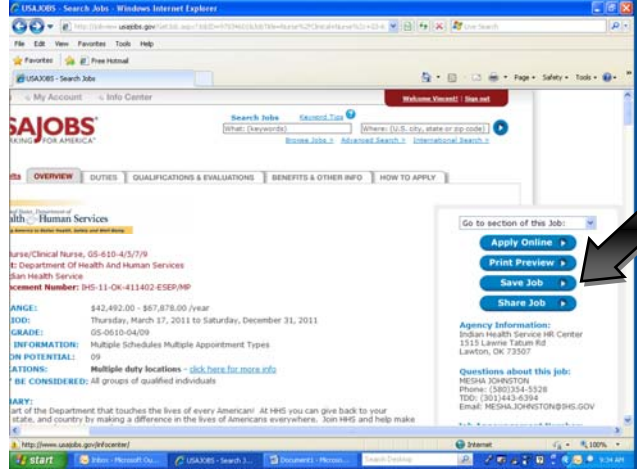 USAJOBS - Search Jobs - Windows Internet Explorer
File Edit View Favorites Tools Help
Favorites Free Hotmail
USAJOBS - Search Jobs
Page Safety Tools
My Account Info Center
Welcome Vincent! | Sign out
SAJOBS
KING FOR AMERICA
Search Jobs Keyword Tips
What: (keywords) Where: (U.S. city, state or zip code)
Browse Jobs > Advanced Search > International Search >
OVERVIEW DUTIES QUALIFICATIONS & EVALUATIONS BENEFITS & OTHER INFO HOW TO APPLY
alth Human Services
Go to section of this Job:
Apply Online
Print Preview
Save Job
Share Job
urse/Clinical Nurse, GS-610-4/5/7/9
t: Department Of Health And Human Services
dian Health Service
ncement Number: IHS-11-OK-411402-ESEP/MP
ANGE: $42,492.00 - $67,878.00 /year
IOD: Thursday, March 17, 2011 to Saturday, December 31, 2011
GRADE: GS-0610-04/09
INFORMATION: Multiple Schedules Multiple Appointment Types
ON POTENTIAL: 09
ATIONS: Multiple duty locations - click here for more info
BE CONSIDERED: All groups of qualified individuals
ARY:
art of the Department that touches the lives of every American! At HHS you can give back to your
state, and country by making a difference in the lives of Americans everywhere. Join HHS and help make
Agency Information:
Indian Health Service HR Center
1515 Lawrie Tatum Rd
Lawton, OK 73507
Questions about this job:
MESHA JOHNSTON
Phone: (580)354-5528
TDD: (301)443-6394
Email: MESHA.JOHNSTON@IHS.GOV
http://www.usajobs.gov/infocenter/
Internet 100%
start Inbox - Microsoft Ou... USAJOBS - Search J... Document1 - Micros... Search Desktop 9:34 AM